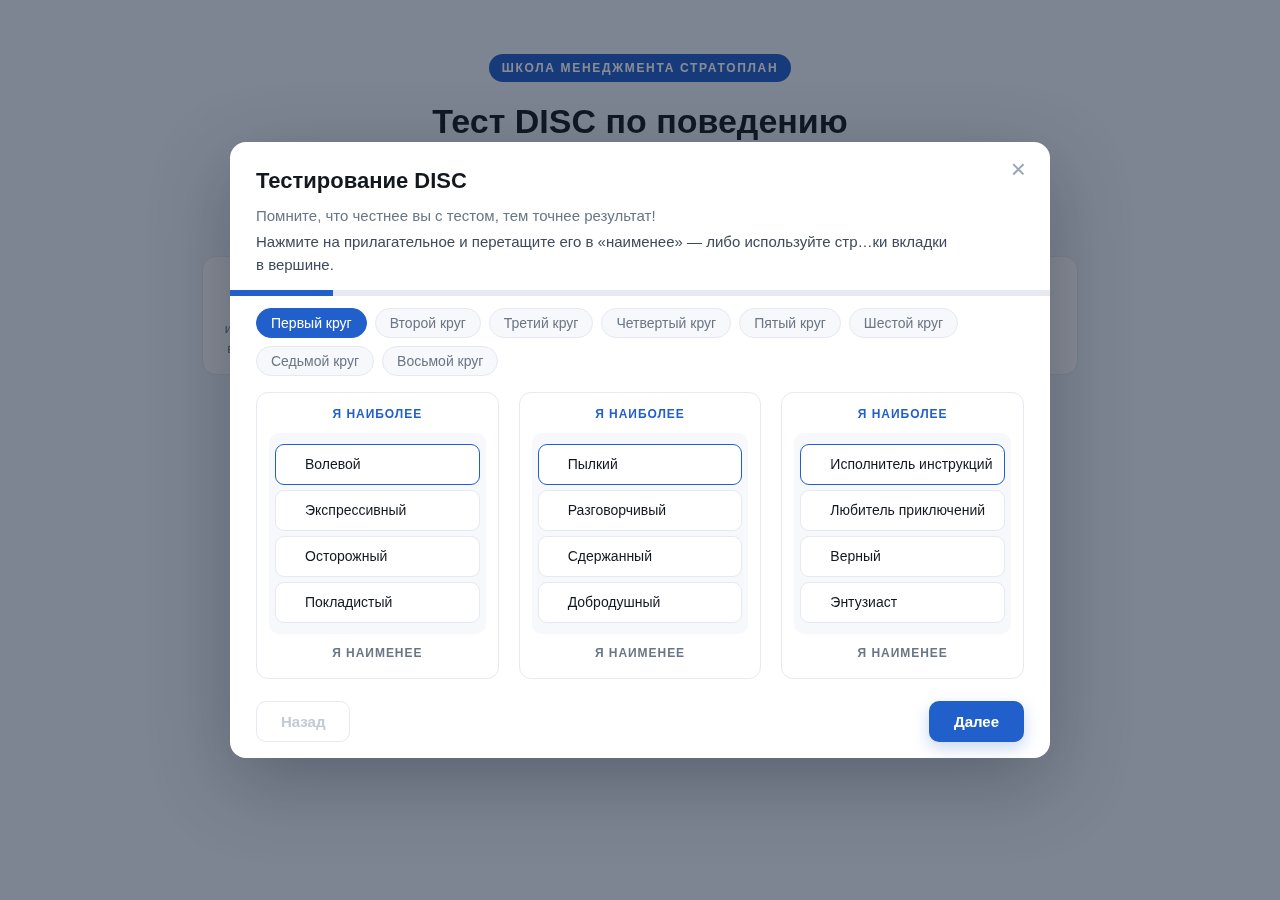 ШКОЛА МЕНЕДЖМЕНТА СТРАТОПЛАН
Тест DISC по поведению
Тестирование DISC
Помните, что честнее вы с тестом, тем точнее результат!
Нажмите на прилагательное и перетащите его в «наименее» — либо используйте стр…ки вкладки
в вершине.
Первый круг
Второй круг
Третий круг
Четвертый круг
Пятый круг
Шестой круг
Седьмой круг
Восьмой круг
Я НАИБОЛЕЕ
Волевой
Экспрессивный
Осторожный
Покладистый
Я НАИМЕНЕЕ
Я НАИБОЛЕЕ
Пылкий
Разговорчивый
Сдержанный
Добродушный
Я НАИМЕНЕЕ
Я НАИБОЛЕЕ
Исполнитель инструкций
Любитель приключений
Верный
Энтузиаст
Я НАИМЕНЕЕ
Назад
Далее